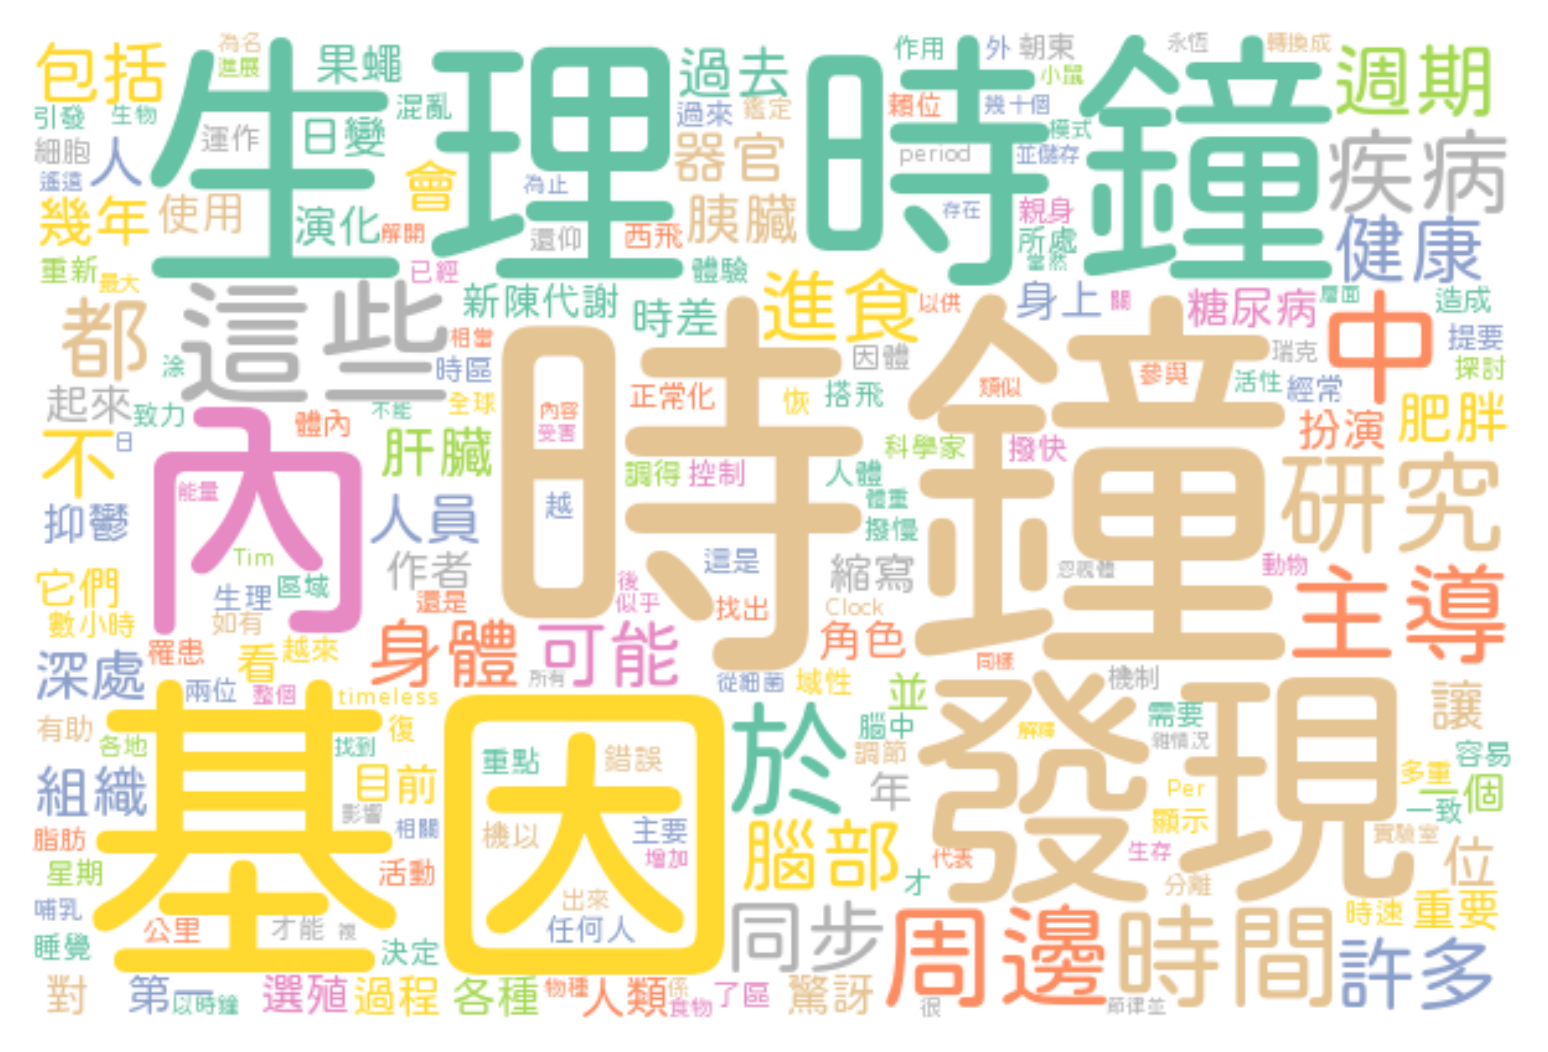 包括
為名
進展
果蠅
過去
作用
外
朝東
永恆
轉換成
週期
生理時鐘
小鼠
引發
生物
混亂
過來
鑑定
賴位
幾十個
模式
細胞
人
運作
日變
器官
period
並儲存
疾病
遙遠
會
為止
幾年
使用
演化
解開
還仰
西飛
胰臟
存在
親身
所處
當然
健康
重新
最大
已經
體驗
都
這些
新陳代謝
時差
進食
以供
身上
關
糖尿病
層面
造成
中
相當
時區
提要
涂
因體
瑞克
探討
起來
致力
不能
全球
正常化
恢
搭飛
類似
參與
活性
經常
時鐘
內容
受害
體內
不
日
肝臟
科學家
撥快
扮演
肥胖
內
能量
調得
控制
人體
體重
研究
抑鬱
人員
越
撥慢
Tim
作者
這是
縮寫
忽視體
動物
它們
生理
區域
後
似乎
找出
Clock
主導
數小時
如有
還是
角色
罹患
看
越來
身體
可能
同樣
深處
兩位
整個
timeless
所有
從細菌
域性
並
機制
讓
有助
各地
找到
復
於
腦中
調節
發現
解釋
需要
雜情況
容易
基因
重點
錯誤
組織
目前
年
Per
多重
一個
影響
相關
機以
主要
增加
顯示
一致
脂肪
腦部
代表
生存
實驗室
位
星期
活動
才
分離
哺乳
出來
公里
才能
複
任何人
同步
周邊
時間
時速
重要
睡覺
決定
許多
對
第一
以時鐘
選殖
過程
各種
物種
人類
係
食物
了區
驚訝
很
節律並